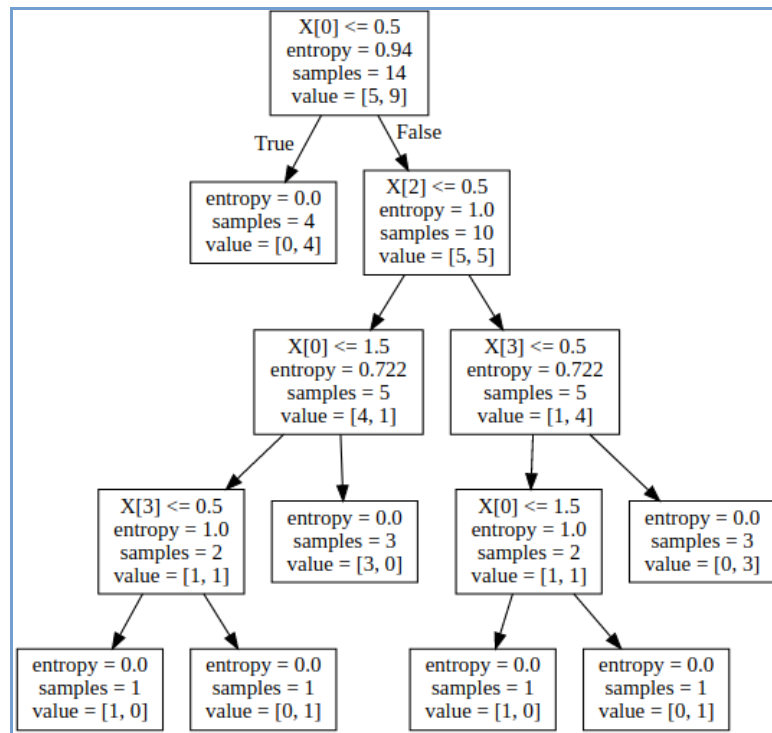 X[0] <= 0.5
entropy = 0.94
samples = 14
value = [5, 9]
True
False
entropy = 0.0
samples = 4
value = [0, 4]
X[2] <= 0.5
entropy = 1.0
samples = 10
value = [5, 5]
X[0] <= 1.5
entropy = 0.722
samples = 5
value = [4, 1]
X[3] <= 0.5
entropy = 0.722
samples = 5
value = [1, 4]
X[3] <= 0.5
entropy = 1.0
samples = 2
value = [1, 1]
entropy = 0.0
samples = 3
value = [3, 0]
X[0] <= 1.5
entropy = 1.0
samples = 2
value = [1, 1]
entropy = 0.0
samples = 3
value = [0, 3]
entropy = 0.0
samples = 1
value = [1, 0]
entropy = 0.0
samples = 1
value = [0, 1]
entropy = 0.0
samples = 1
value = [1, 0]
entropy = 0.0
samples = 1
value = [0, 1]